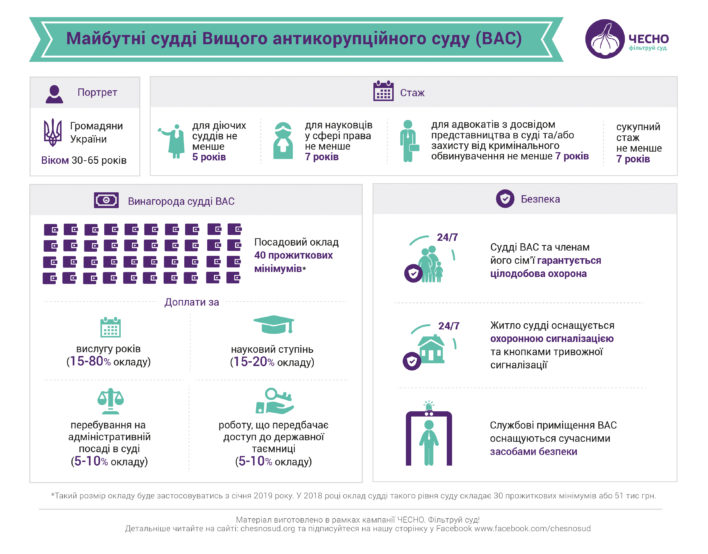 Майбутні судді Вищого антикорупційного суду (ВАС)
ЧЕСНО
фільтруй суд
Портрет
Громадяни
України
Віком 30-65 років
Стаж
для діючих
суддів не
менше
5 років
для науковців
у сфері права
не менше
7 років
для адвокатів з досвідом
представництва в суді та/або
захисту від кримінального
обвинувачення не менше 7 років
сукупний
стаж
не менше
7 років
Винагорода судді ВАС
Посадовий оклад
40 прожиткових
мінімумів*
Доплати за
вислугу років
(15-80% окладу)
науковий ступінь
(15-20% окладу)
перебування на
адміністративній
посаді в суді
(5-10% окладу)
роботу, що передбачає
доступ до державної
таємниці
(5-10% окладу)
Безпека
24/7
Судді ВАС та членам
його сім'ї гарантується
цілодобова охорона
24/7
Житло судді оснащується
охоронною сигналізацією
та кнопками тривожної
сигналізації
Службові приміщення ВАС
оснащуються сучасними
засобами безпеки
*Такий розмір окладу буде застосовуватись з січня 2019 року. У 2018 році оклад судді такого рівня суду складає 30 прожиткових мінімумів або 51 тис грн.
Матеріал виготовлено в рамках кампанії ЧЕСНО. Фільтруй суд!
Детальніше читайте на сайті: chesnosud.org та підписуйтеся на нашу сторінку у Facebook www.facebook.com/chesnosud